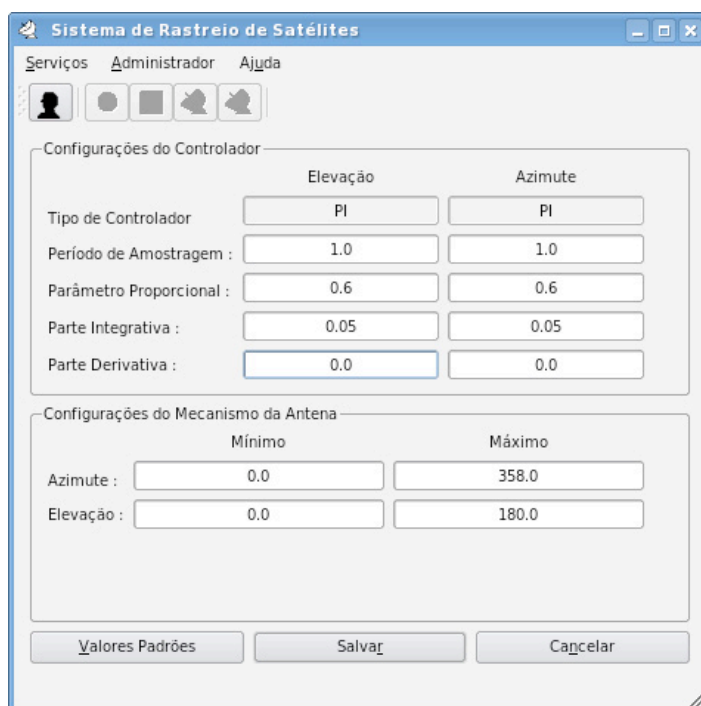 Sistema de Rastreio de Satélites
Serviços Administrador Ajuda
Configurações do Controlador
Elevação Azimute
Tipo de Controlador PI PI
Período de Amostragem : 1.0 1.0
Parâmetro Proporcional : 0.6 0.6
Parte Integrativa : 0.05 0.05
Parte Derivativa : 0.0 0.0
Configurações do Mecanismo da Antena
Mínimo Máximo
Azimute : 0.0 358.0
Elevação : 0.0 180.0
Valores Padrões Salvar Cancelar